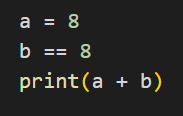 a = 8
b == 8
print(a + b)